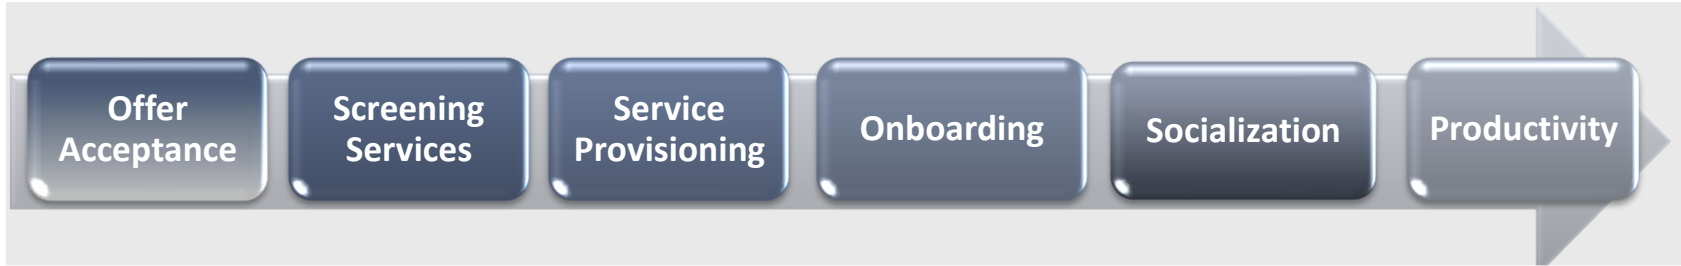 Offer
Acceptance
Screening
Services
Service
Provisioning
Onboarding
Socialization
Productivity